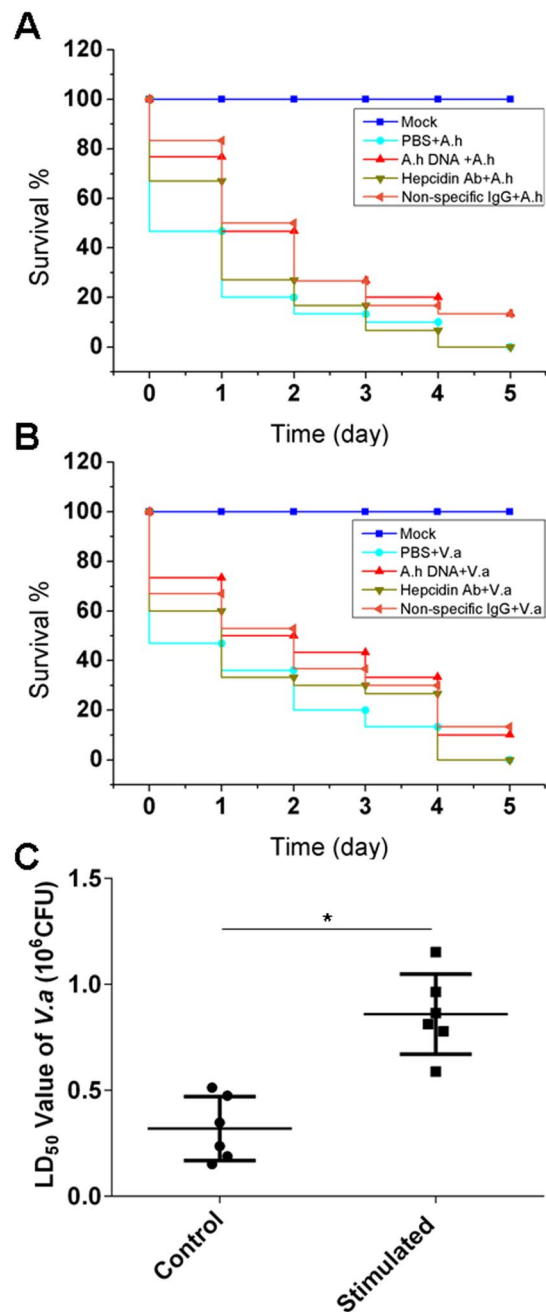 A
Survival %
120
100
80
60
40
20
0
Mock
PBS+A.h
A.h DNA +A.h
Hepcidin Ab+A.h
Non-specific IgG+A.h
0 1 2 3 4 5
Time (day)
B
Survival %
120
100
80
60
40
20
0
Mock
PBS+V.a
A.h DNA+V.a
Hepcidin Ab+V.a
Non-specific IgG+V.a
0 1 2 3 4 5
Time (day)
C
LD₅₀ Value of V.a (10⁶CFU)
1.5
1.0
0.5
0.0
*
Control
Stimulated